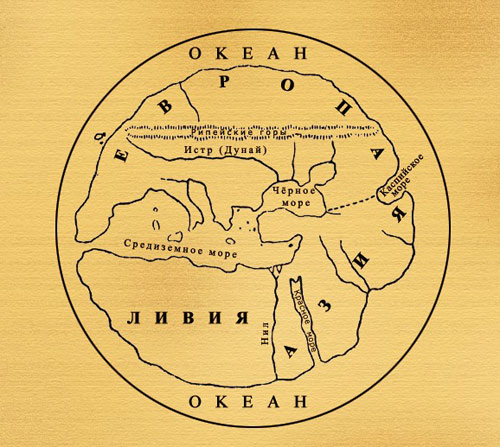 ОКЕАН
ЕВРОПА
Рипейские горы
Истр (Дунай)
Чёрное
море
Каспийское
море
АЗИЯ
Средиземное море
ЛИВИЯ
Нил
Красное море
ОКЕАН